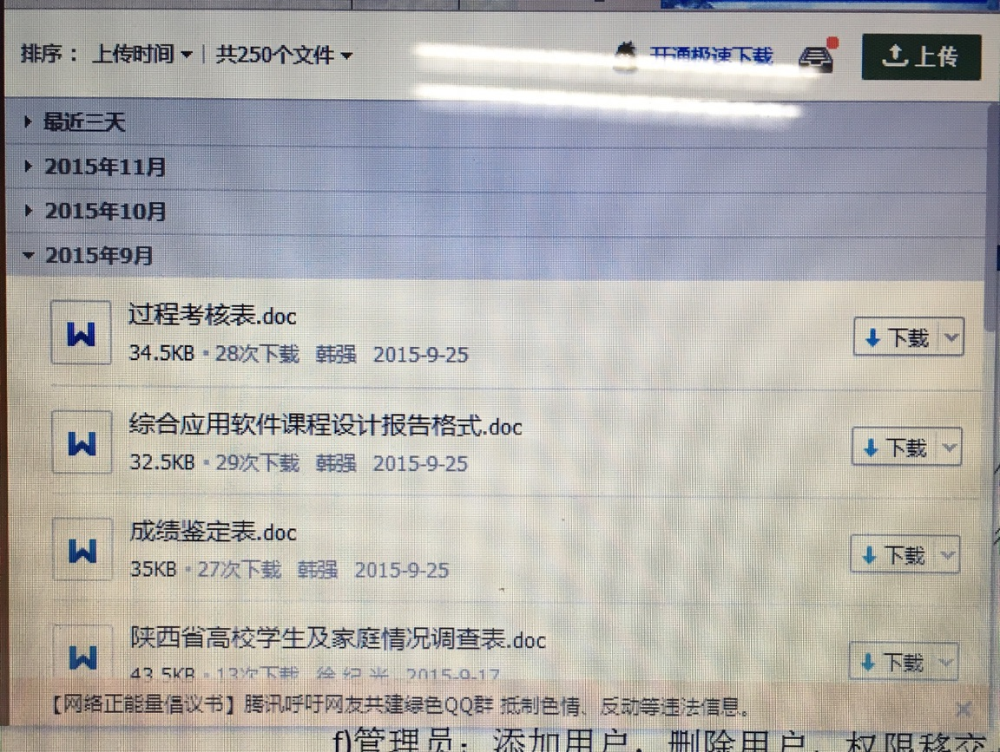 排序： 上传时间 共250个文件 开通极速下载 上传
最近三天
2015年11月
2015年10月
2015年9月
过程考核表.doc
34.5KB 28次下载 韩强 2015-9-25 下载
综合应用软件课程设计报告格式.doc
32.5KB 29次下载 韩强 2015-9-25 下载
成绩鉴定表.doc
35KB 27次下载 韩强 2015-9-25 下载
陕西省高校学生及家庭情况调查表.doc
43.5KB 13次下载 2015-9-17 下载
【网络正能量倡议书】腾讯呼吁网友共建绿色QQ群 抵制色情、反动等违法信息。
f)管理员：添加用户，删除用户，权限移交